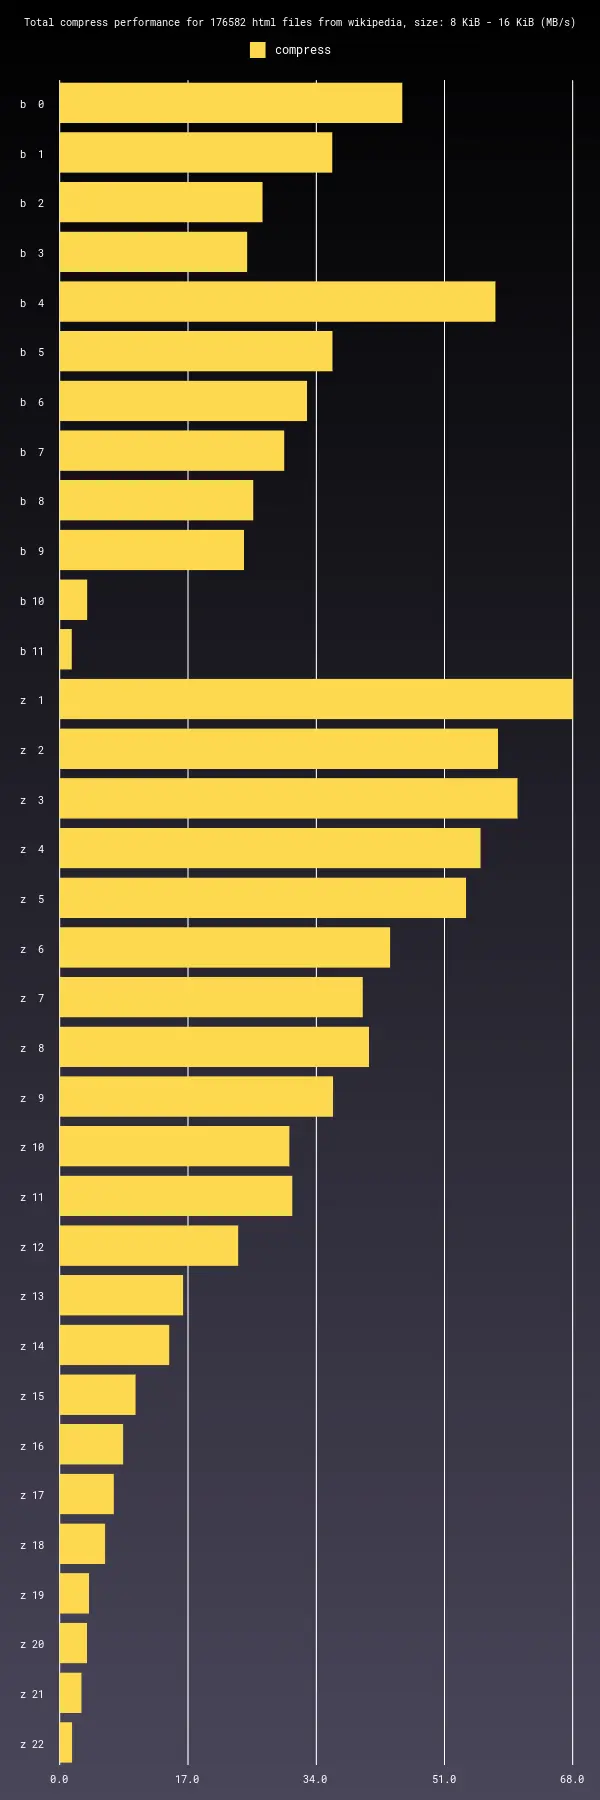 Total compress performance for 176582 html files from wikipedia, size: 8 KiB - 16 KiB (MB/s)
compress
b 0
b 1
b 2
b 3
b 4
b 5
b 6
b 7
b 8
b 9
b 10
b 11
z 1
z 2
z 3
z 4
z 5
z 6
z 7
z 8
z 9
z 10
z 11
z 12
z 13
z 14
z 15
z 16
z 17
z 18
z 19
z 20
z 21
z 22
0.0 17.0 34.0 51.0 68.0